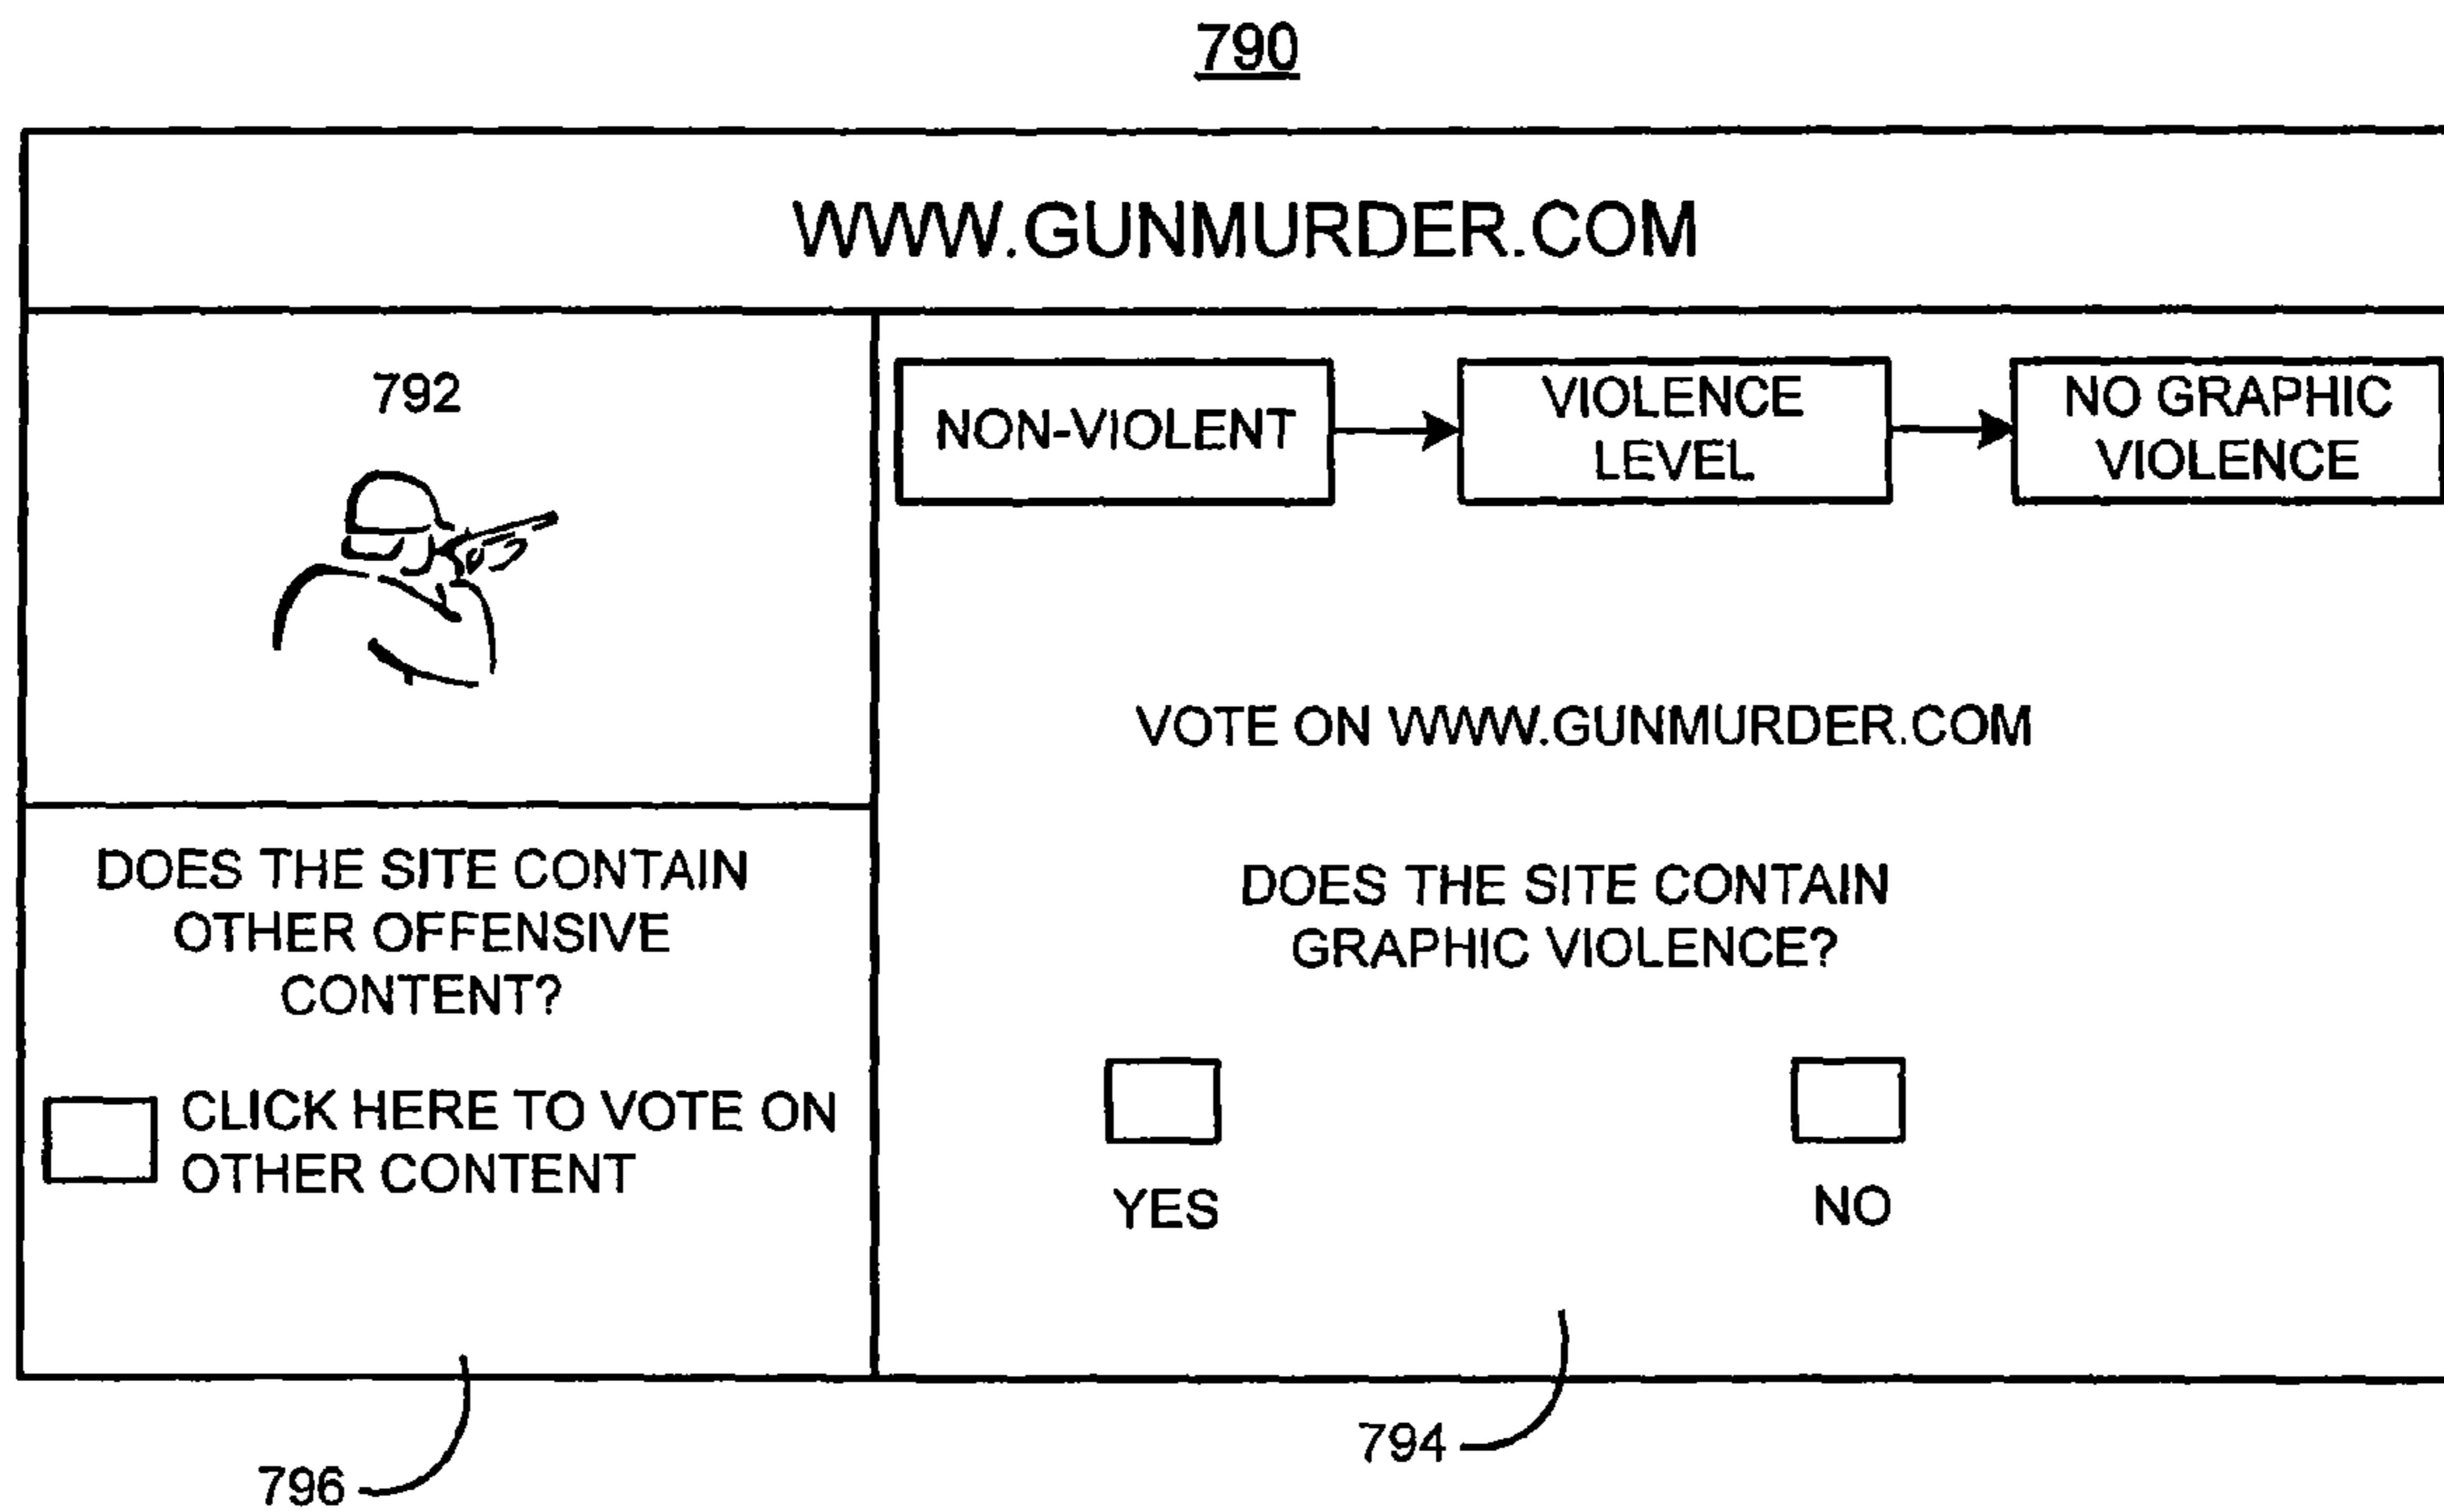 790
WWW.GUNMURDER.COM
792
NON-VIOLENT
VIOLENCE
LEVEL
NO GRAPHIC
VIOLENCE
VOTE ON WWW.GUNMURDER.COM
DOES THE SITE CONTAIN
GRAPHIC VIOLENCE?
YES
NO
DOES THE SITE CONTAIN
OTHER OFFENSIVE
CONTENT?
CLICK HERE TO VOTE ON
OTHER CONTENT
796
794